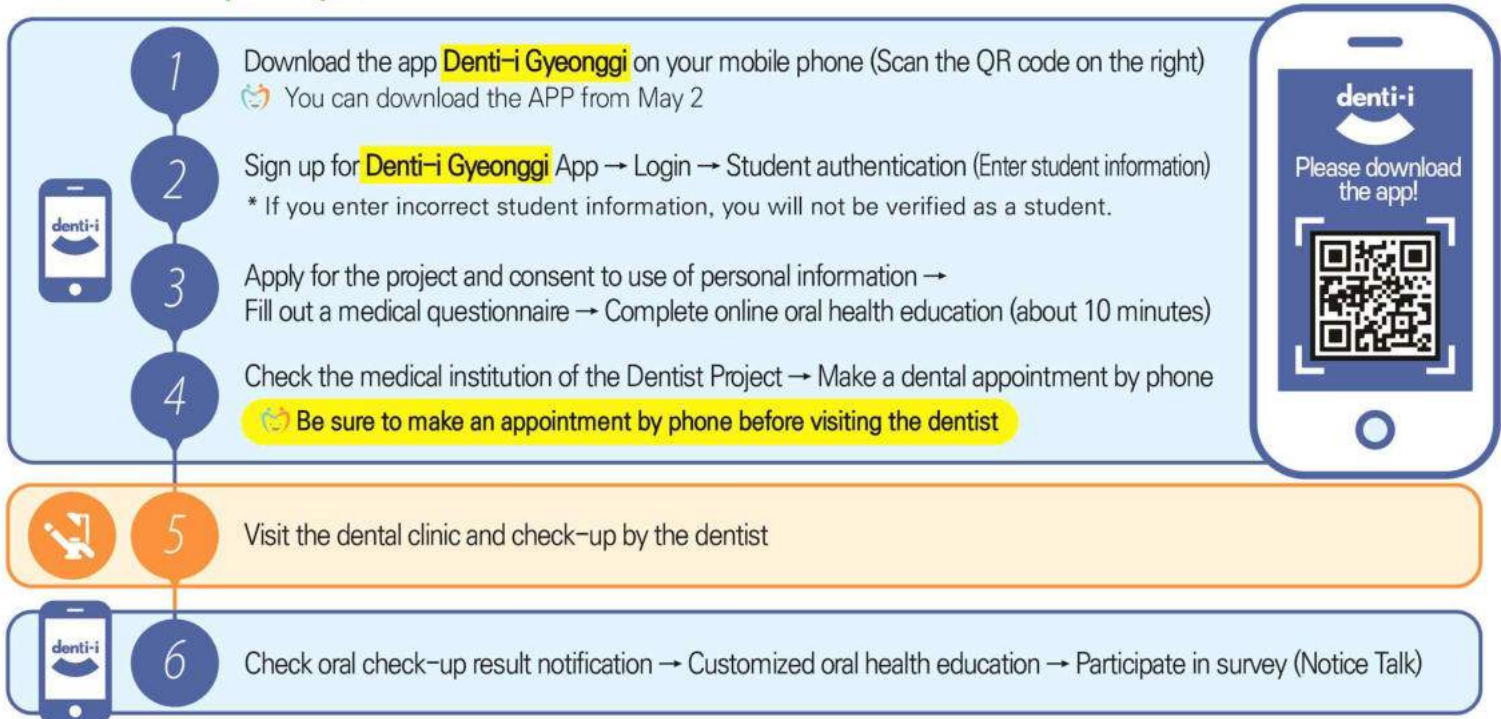 1
Download the app Denti-i Gyeonggi on your mobile phone (Scan the QR code on the right)
You can download the APP from May 2
2
Sign up for Denti-i Gyeonggi App → Login → Student authentication (Enter student information)
* If you enter incorrect student information, you will not be verified as a student.
denti-i
3
Apply for the project and consent to use of personal information →
Fill out a medical questionnaire → Complete online oral health education (about 10 minutes)
4
Check the medical institution of the Dentist Project → Make a dental appointment by phone
Be sure to make an appointment by phone before visiting the dentist
denti-i
Please download
the app!
5
Visit the dental clinic and check-up by the dentist
denti-i
6
Check oral check-up result notification → Customized oral health education → Participate in survey (Notice Talk)